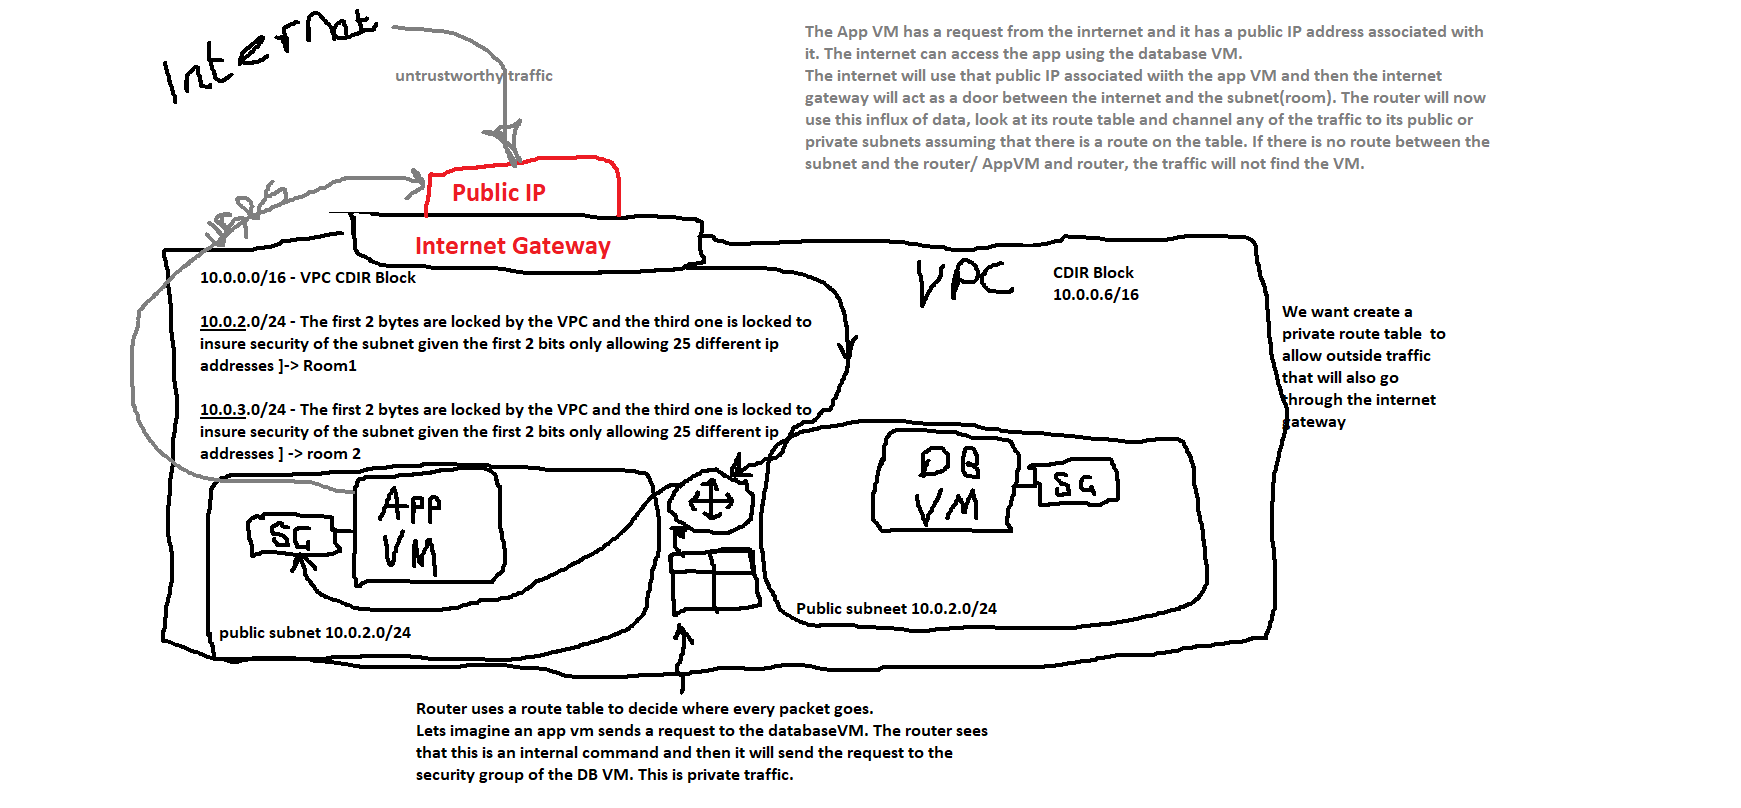 Internet
untrustworthy traffic
The App VM has a request from the inrternet and it has a public IP address associated with
it. The internet can access the app using the database VM.
The internet will use that public IP associated wiith the app VM and then the internet
gateway will act as a door between the internet and the subnet(room). The router will now
use this influx of data, look at its route table and channel any of the traffic to its public or
private subnets assuming that there is a route on the table. If there is no route between the
subnet and the router/ AppVM and router, the traffic will not find the VM.
Public IP
Internet Gateway
10.0.0.0/16 - VPC CDIR Block
10.0.2.0/24 - The first 2 bytes are locked by the VPC and the third one is locked to
insure security of the subnet given the first 2 bits only allowing 25 different ip
addresses ]-> Room1
10.0.3.0/24 - The first 2 bytes are locked by the VPC and the third one is locked to
insure security of the subnet given the first 2 bits only allowing 25 different ip
addresses ] -> room 2
VPC
CDIR Block
10.0.0.6/16
We want create a
private route table to
allow outside traffic
that will also go
through the internet
gateway
App
VM
SG
public subnet 10.0.2.0/24
DB
VM
SG
Public subneet 10.0.2.0/24
Router uses a route table to decide where every packet goes.
Lets imagine an app vm sends a request to the databaseVM. The router sees
that this is an internal command and then it will send the request to the
security group of the DB VM. This is private traffic.